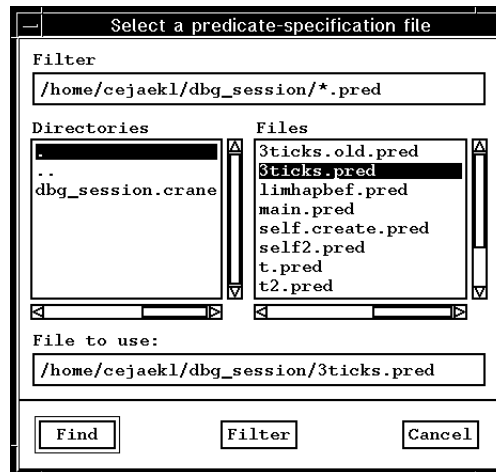 Select a predicate-specification file
Filter
/home/cejaekl/dbg_session/*.pred
Directories
.
..
dbg_session.crane
Files
3ticks.old.pred
3ticks.pred
limhapbef.pred
main.pred
self.create.pred
self2.pred
t.pred
t2.pred
File to use:
/home/cejaekl/dbg_session/3ticks.pred
Find
Filter
Cancel